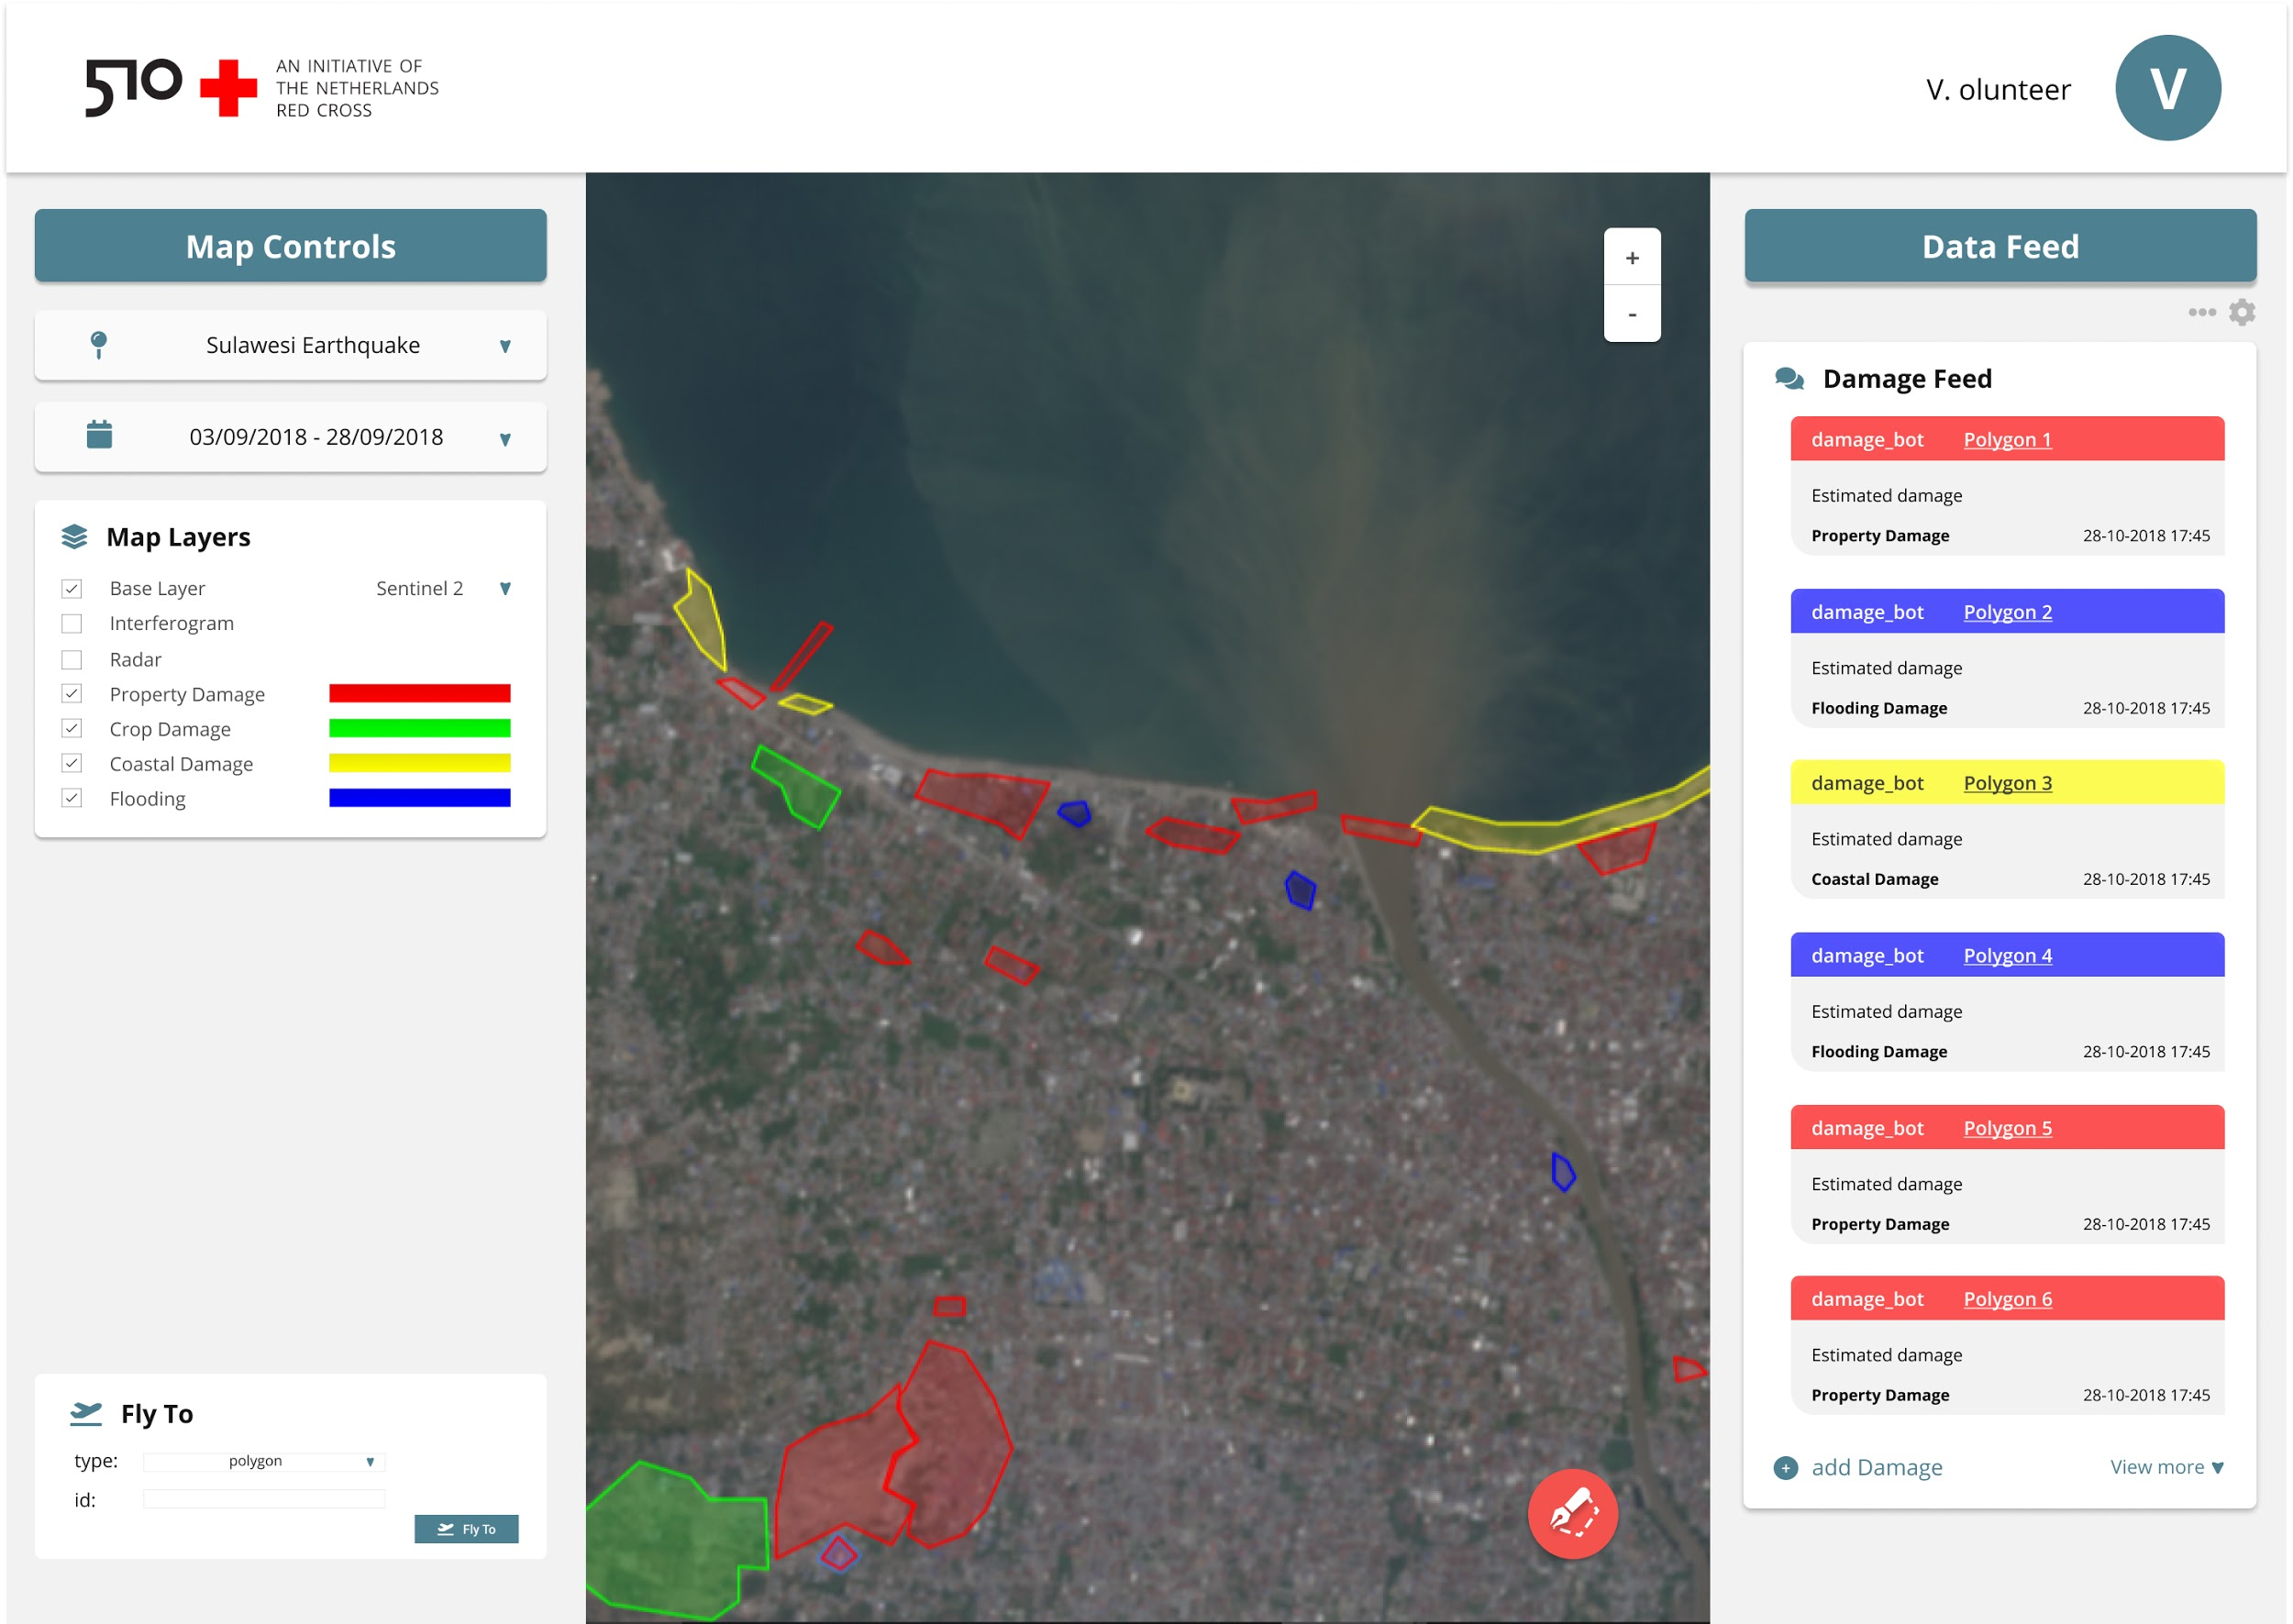 510
AN INITIATIVE OF
THE NETHERLANDS
RED CROSS
V. olunteer
V
Map Controls
Sulawesi Earthquake
03/09/2018 - 28/09/2018
Map Layers
Base Layer Sentinel 2
Interferogram
Radar
Property Damage
Crop Damage
Coastal Damage
Flooding
Fly To
type: polygon
id:
Fly To
+
-
Data Feed
Damage Feed
damage_bot Polygon 1
Estimated damage
Property Damage 28-10-2018 17:45
damage_bot Polygon 2
Estimated damage
Flooding Damage 28-10-2018 17:45
damage_bot Polygon 3
Estimated damage
Coastal Damage 28-10-2018 17:45
damage_bot Polygon 4
Estimated damage
Flooding Damage 28-10-2018 17:45
damage_bot Polygon 5
Estimated damage
Property Damage 28-10-2018 17:45
damage_bot Polygon 6
Estimated damage
Property Damage 28-10-2018 17:45
add Damage View more